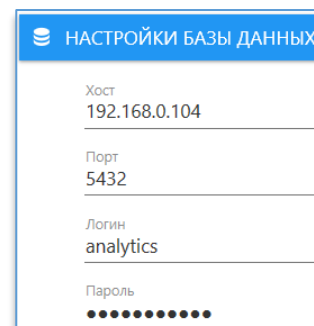 НАСТРОЙКИ БАЗЫ ДАННЫХ
Хост
192.168.0.104
Порт
5432
Логин
analytics
Пароль
●●●●●●●●●●●